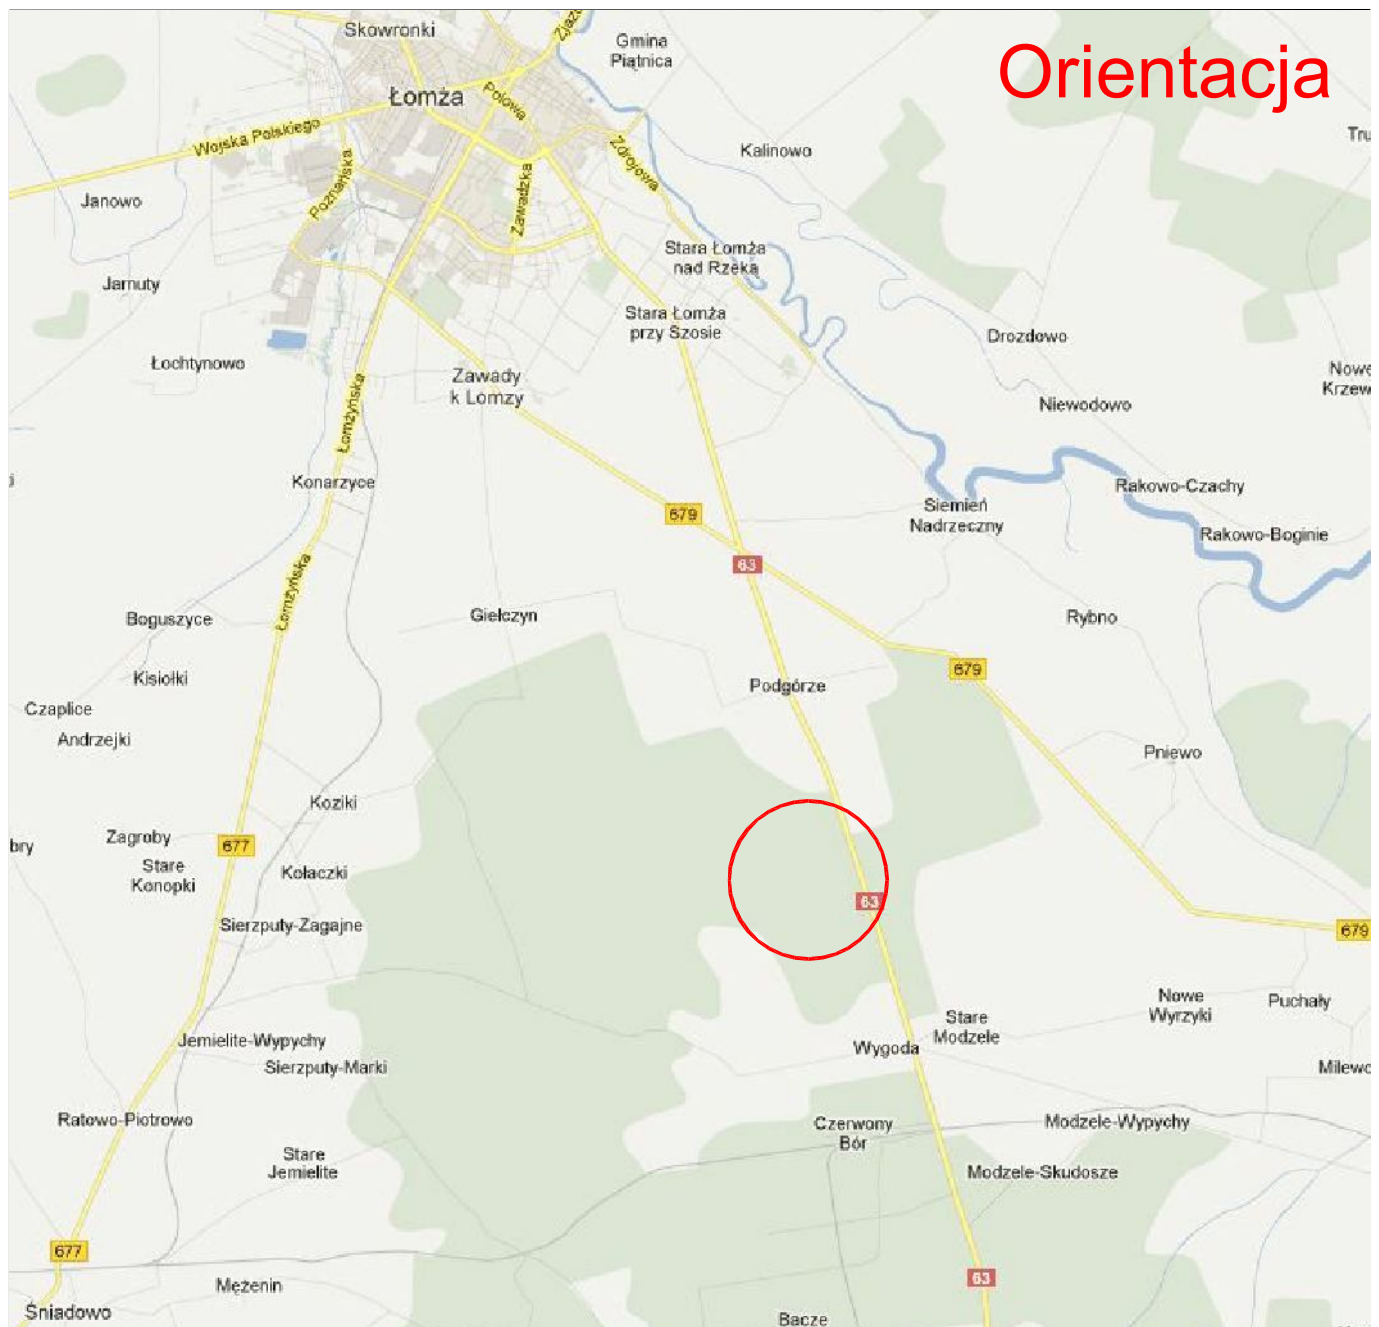 Orientacja
Skowronki
Zjazd
Gmina
Piątnica
Łomża
Polowa
Wojska Polskiego
Zdrojowa
Kalinowo
Tru
Poznańska
Zawadzka
Janowo
Stara Łomża
nad Rzeką
Jarnuty
Stara Łomża
przy Szosie
Drozdowo
Łochtynowo
Zawady
k Łomzy
Nowe
Krzew
Niewodowo
Łomżyńska
Konarzyce
Rakowo-Czachy
679
Siemień
Nadrzeczny
Rakowo-Boginie
63
Łomżyńska
Boguszyce
Giełczyn
Rybno
Kisiołki
Podgórze
679
Czaplice
Andrzejki
Pniewo
Koziki
bry
Zagroby
677
Stare
Konopki
Kołaczki
63
Sierzputy-Zagajne
679
Nowe
Wyrzyki
Puchały
Stare
Modzele
Jemielite-Wypychy
Wygoda
Sierzputy-Marki
Milewo
Ratowo-Piotrowo
Czerwony
Bór
Modzele-Wypychy
Stare
Jemielite
Modzele-Skudosze
677
63
Mężenin
Śniadowo
Bacze